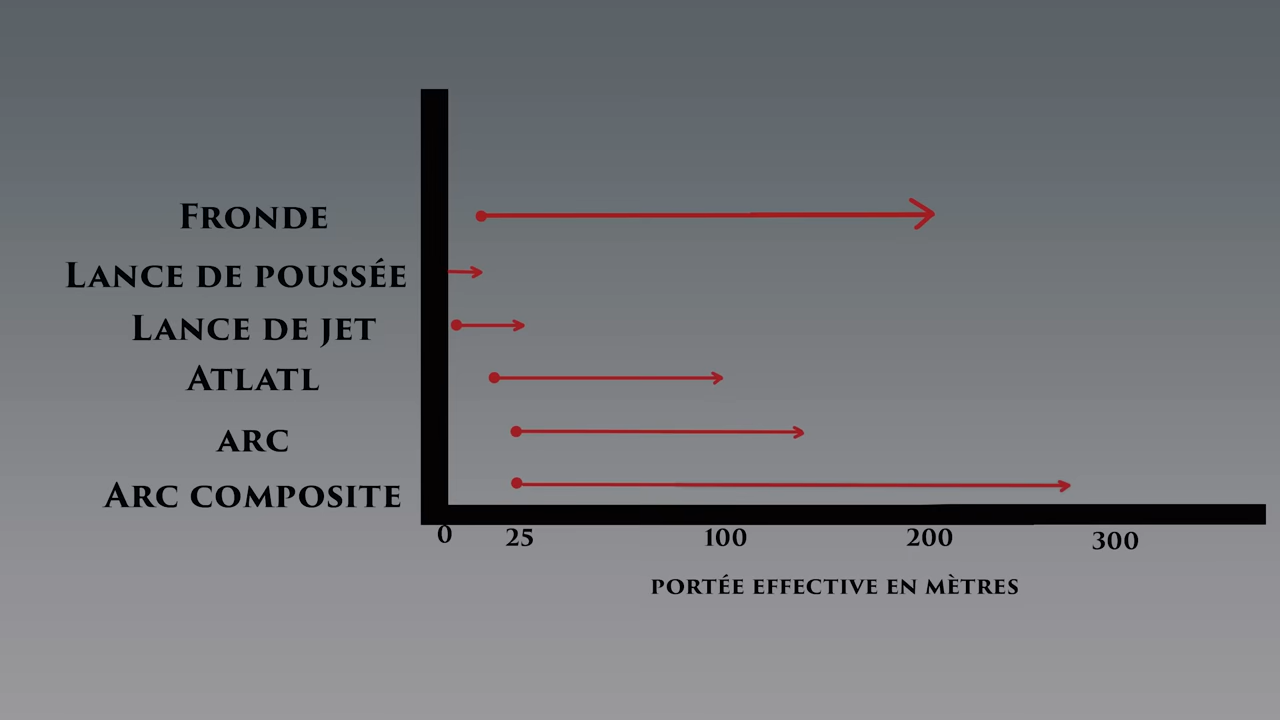 Fronde
Lance de poussée
Lance de jet
Atlatl
arc
Arc composite
0 25 100 200 300
portée effective en mètres